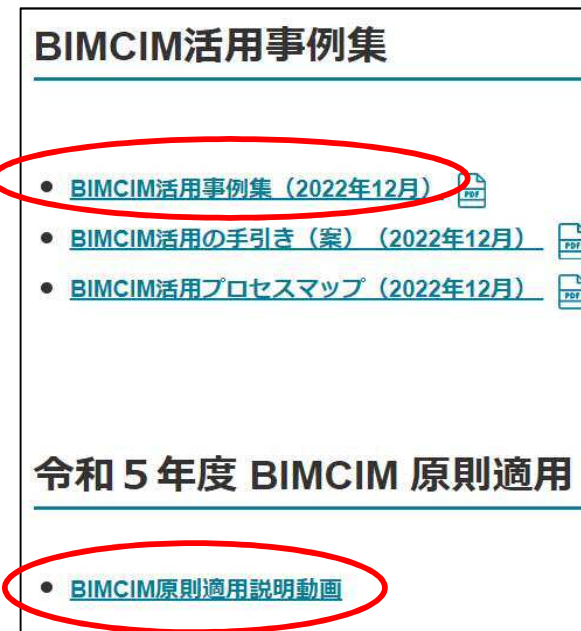 BIMCIM活用事例集
BIMCIM活用事例集（2022年12月） PDF
BIMCIM活用の手引き（案）（2022年12月） PDF
BIMCIM活用プロセスマップ（2022年12月） PDF
令和５年度 BIMCIM 原則適用
BIMCIM原則適用説明動画